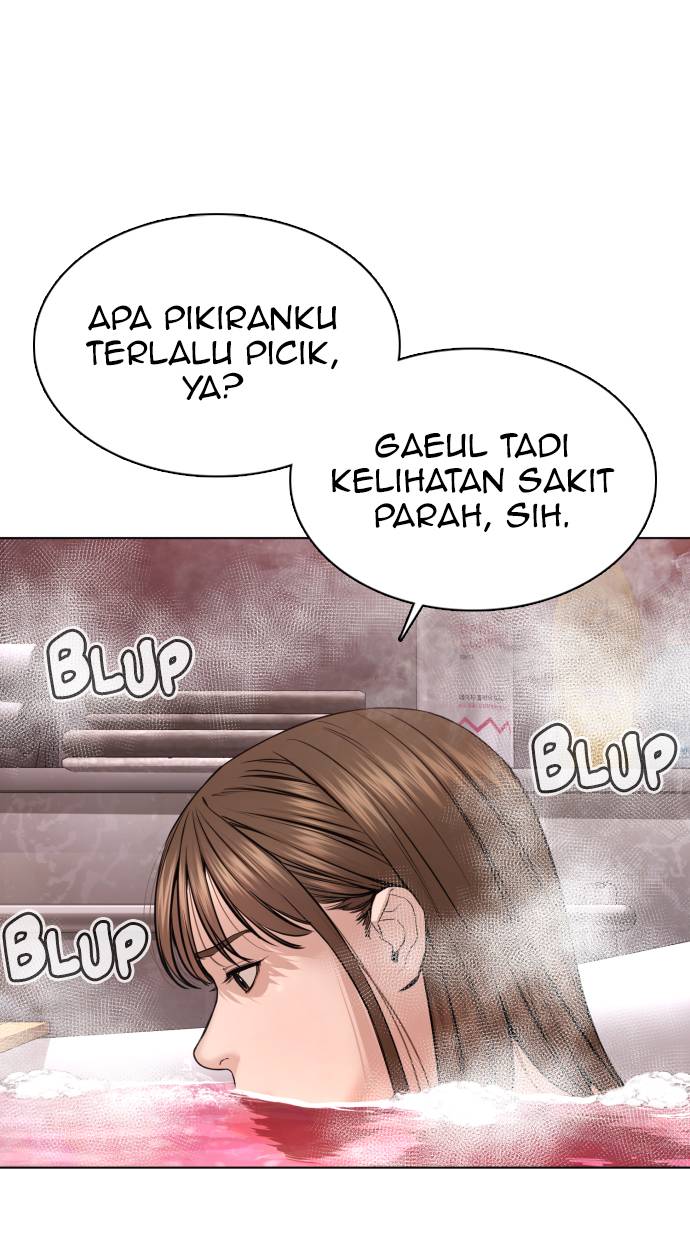 APA PIKIRANKU
TERLALU PICIK,
YA?
GAEUL TADI
KELIHATAN SAKIT
PARAH, SIH.
BLUP
BLUP
BLUP